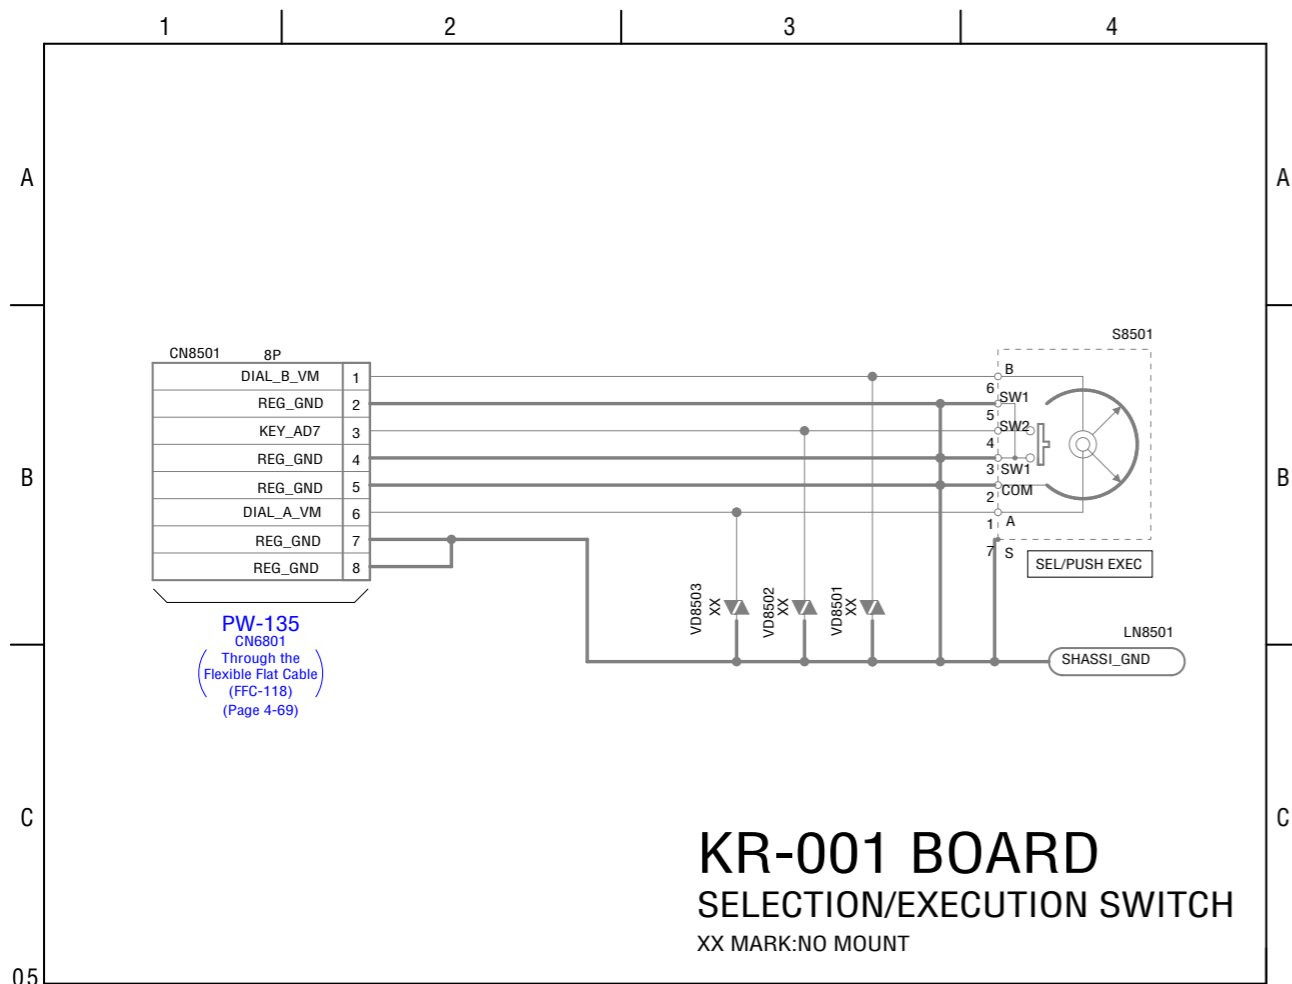 1 2 3 4
A A
S8501
CN8501 8P
DIAL_B_VM 1
B
REG_GND 2
6 SW1
KEY_AD7 3
5 SW2
REG_GND 4
4
3 SW1
B B
REG_GND 5
2 COM
DIAL_A_VM 6
1 A
REG_GND 7
7 S
REG_GND 8
SEL/PUSH EXEC
VD8503 XX
VD8502 XX
VD8501 XX
PW-135
CN6801
Through the
Flexible Flat Cable
(FFC-118)
(Page 4-69)
LN8501
SHASSI_GND
C C
KR-001 BOARD
SELECTION/EXECUTION SWITCH
XX MARK:NO MOUNT
05